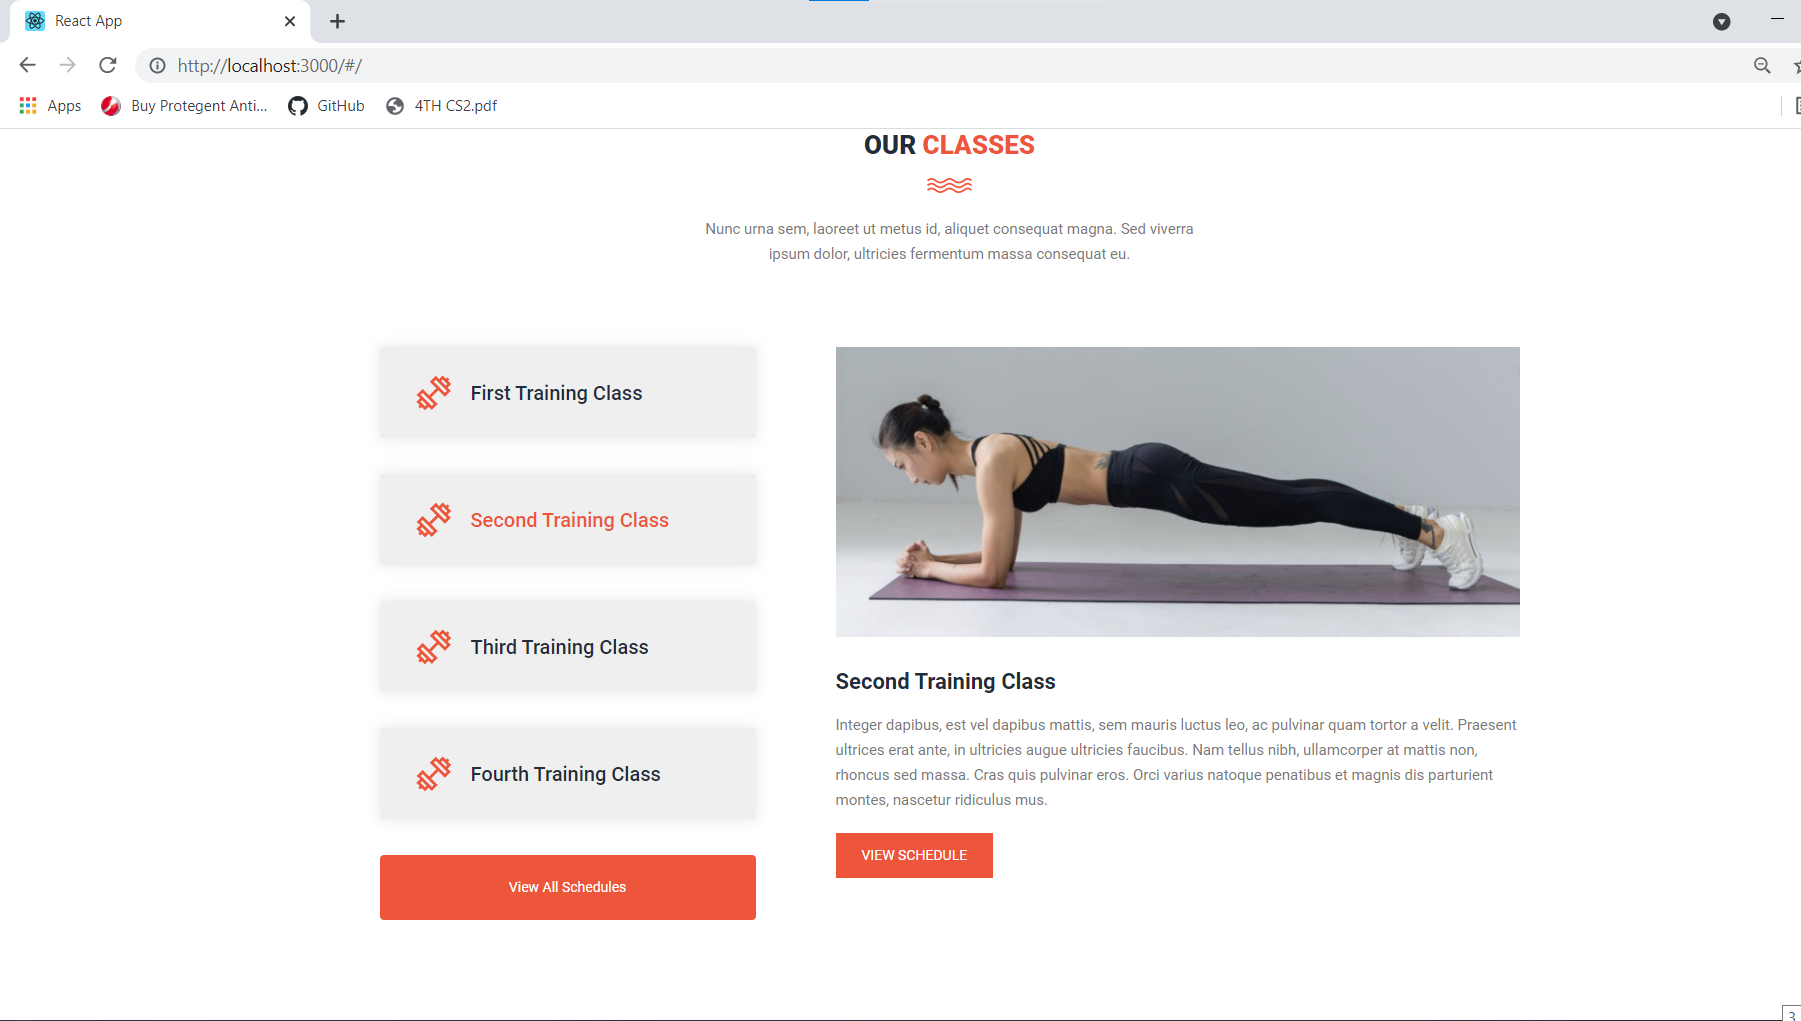 React App
http://localhost:3000/#/
Apps
Buy Protegent Anti...
GitHub
4TH CS2.pdf
OUR CLASSES
Nunc urna sem, laoreet ut metus id, aliquet consequat magna. Sed viverra
ipsum dolor, ultricies fermentum massa consequat eu.
First Training Class
Second Training Class
Third Training Class
Fourth Training Class
View All Schedules
Second Training Class
Integer dapibus, est vel dapibus mattis, sem mauris luctus leo, ac pulvinar quam tortor a velit. Praesent
ultrices erat ante, in ultricies augue ultricies faucibus. Nam tellus nibh, ullamcorper at mattis non,
rhoncus sed massa. Cras quis pulvinar eros. Orci varius natoque penatibus et magnis dis parturient
montes, nascetur ridiculus mus.
VIEW SCHEDULE
3